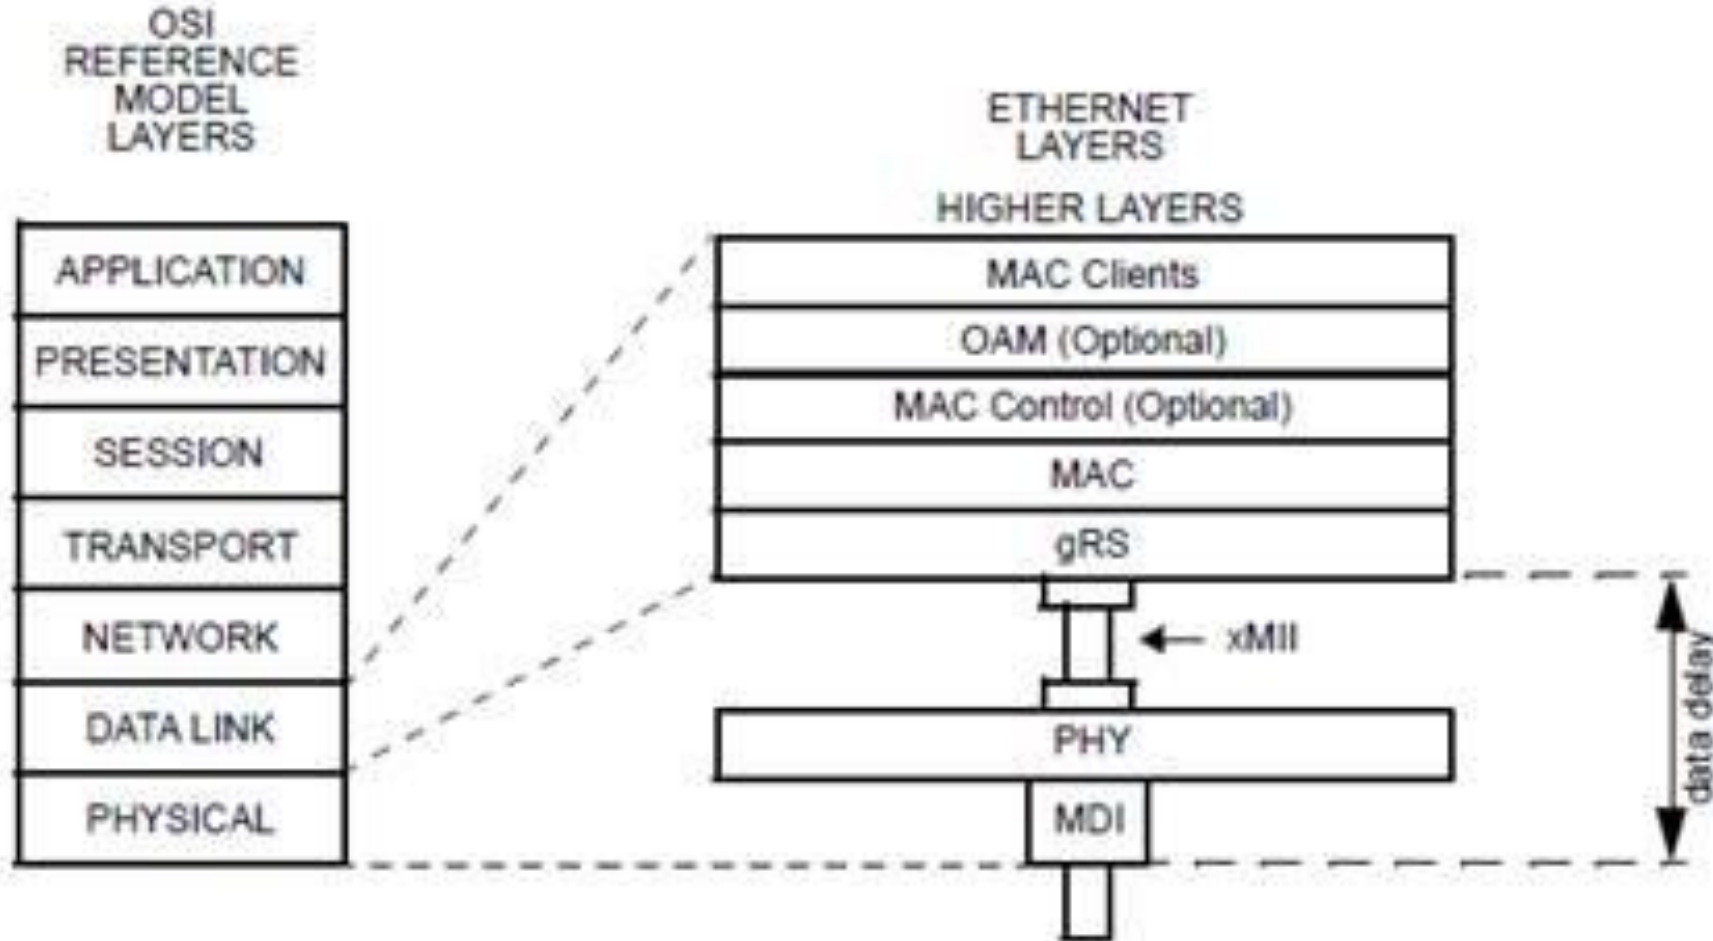 OSI
REFERENCE
MODEL
LAYERS
APPLICATION
PRESENTATION
SESSION
TRANSPORT
NETWORK
DATA LINK
PHYSICAL
ETHERNET
LAYERS
HIGHER LAYERS
MAC Clients
OAM (Optional)
MAC Control (Optional)
MAC
gRS
xMII
PHY
MDI
data delay